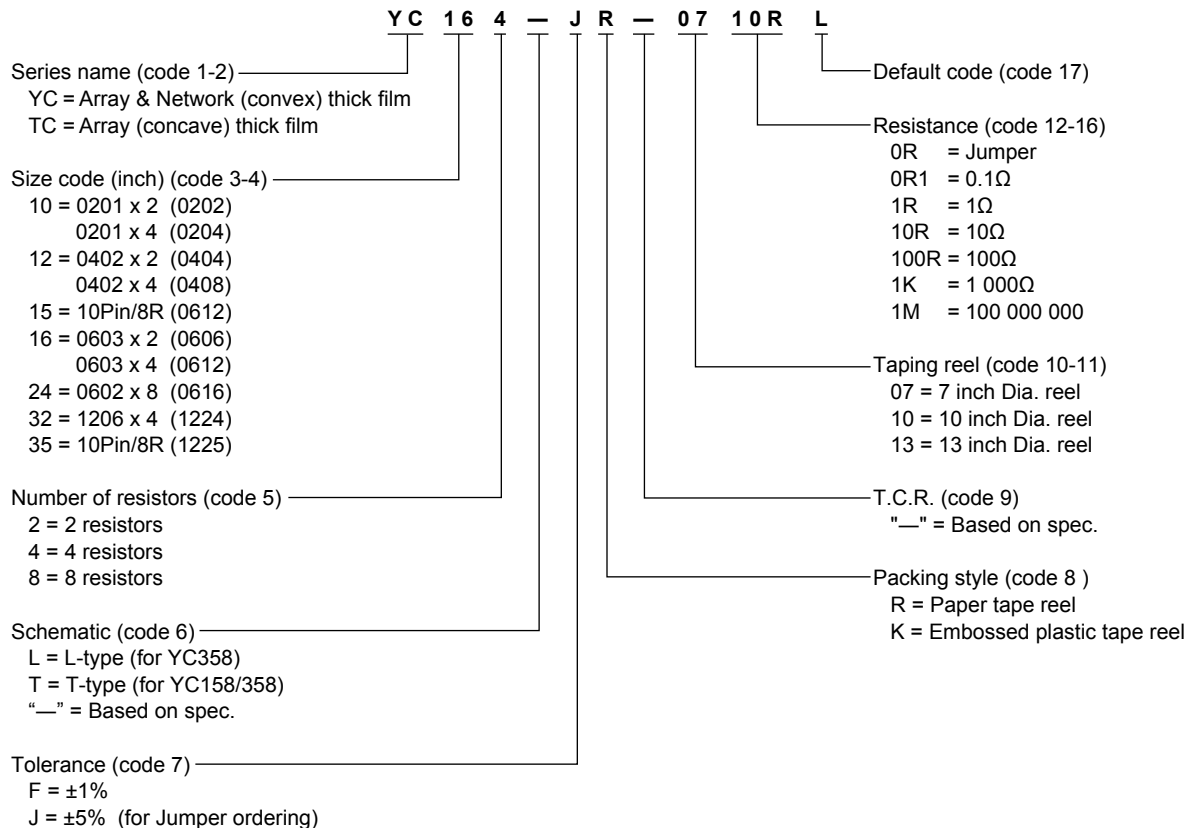 YC 16 4 — J R — 07 10R L
Series name (code 1-2)
YC = Array & Network (convex) thick film
TC = Array (concave) thick film
Size code (inch) (code 3-4)
10 = 0201 x 2 (0202)
0201 x 4 (0204)
12 = 0402 x 2 (0404)
0402 x 4 (0408)
15 = 10Pin/8R (0612)
16 = 0603 x 2 (0606)
0603 x 4 (0612)
24 = 0602 x 8 (0616)
32 = 1206 x 4 (1224)
35 = 10Pin/8R (1225)
Number of resistors (code 5)
2 = 2 resistors
4 = 4 resistors
8 = 8 resistors
Schematic (code 6)
L = L-type (for YC358)
T = T-type (for YC158/358)
“—” = Based on spec.
Tolerance (code 7)
F = ±1%
J = ±5% (for Jumper ordering)
Default code (code 17)
Resistance (code 12-16)
0R = Jumper
0R1 = 0.1Ω
1R = 1Ω
10R = 10Ω
100R = 100Ω
1K = 1 000Ω
1M = 100 000 000
Taping reel (code 10-11)
07 = 7 inch Dia. reel
10 = 10 inch Dia. reel
13 = 13 inch Dia. reel
T.C.R. (code 9)
"—" = Based on spec.
Packing style (code 8 )
R = Paper tape reel
K = Embossed plastic tape reel